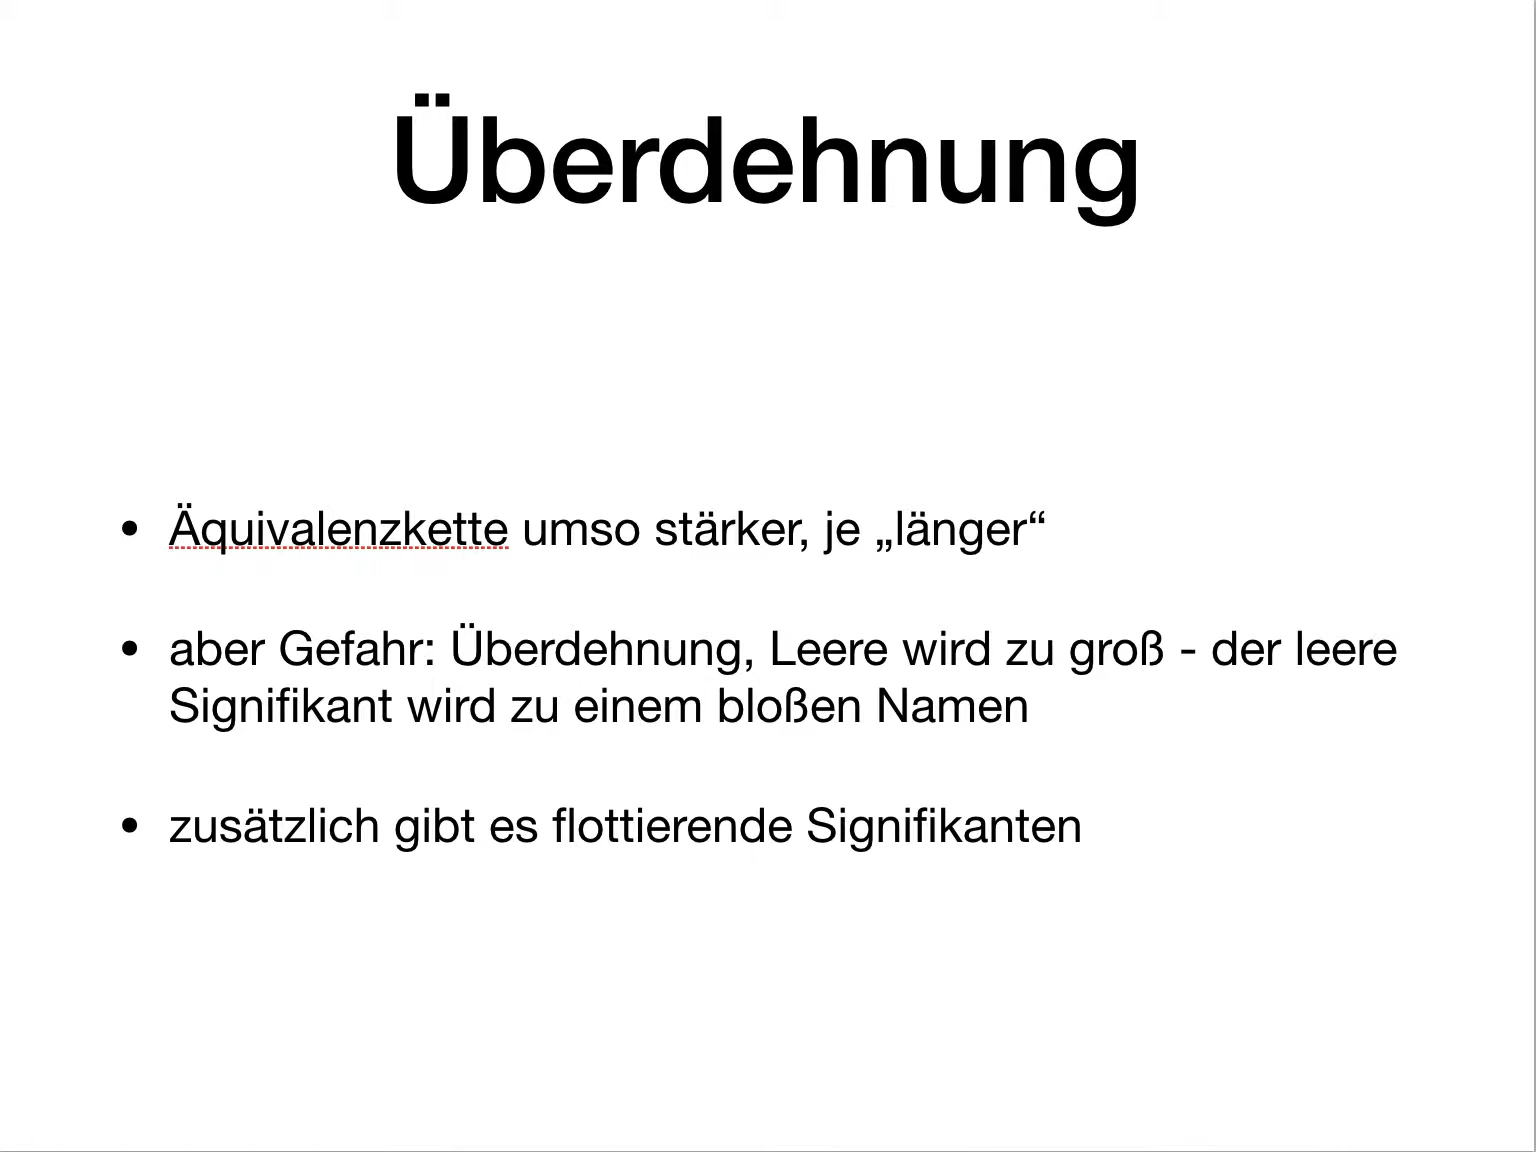 Überdehnung
• Äquivalenzkette umso stärker, je „länger“
• aber Gefahr: Überdehnung, Leere wird zu groß - der leere
Signifikant wird zu einem bloßen Namen
• zusätzlich gibt es flottierende Signifikanten